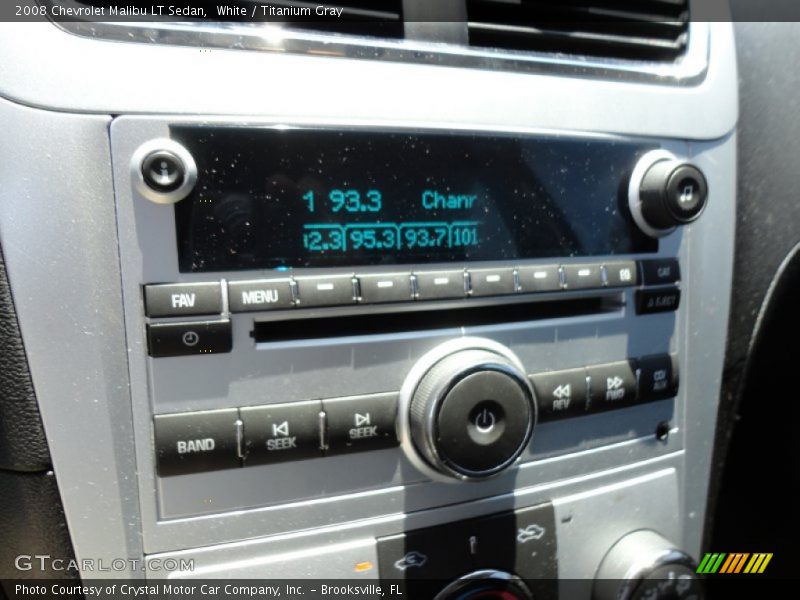 2008 Chevrolet Malibu LT Sedan,  White / Titanium Gray
1 93.3 Chanr
2.3 95.3 93.7 101
FAV MENU CAT
EJECT
REV FWD AUX
BAND SEEK SEEK
GTCARLOT.COM
Photo Courtesy of Crystal Motor Car Company, Inc. – Brooksville, FL